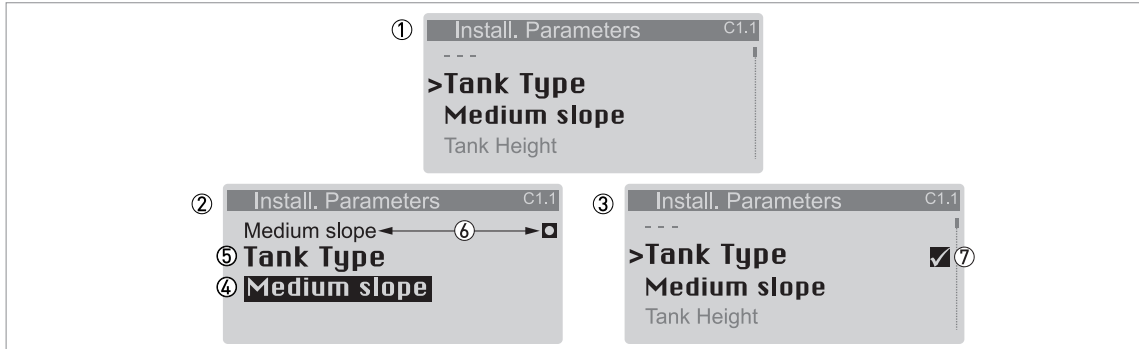 ① Install. Parameters C1.1
- - -
>Tank Type
Medium slope
Tank Height
② Install. Parameters C1.1
Medium slope ⑥
⑤ Tank Type
④ Medium slope
③ Install. Parameters C1.1
- - -
>Tank Type ⑦
Medium slope
Tank Height